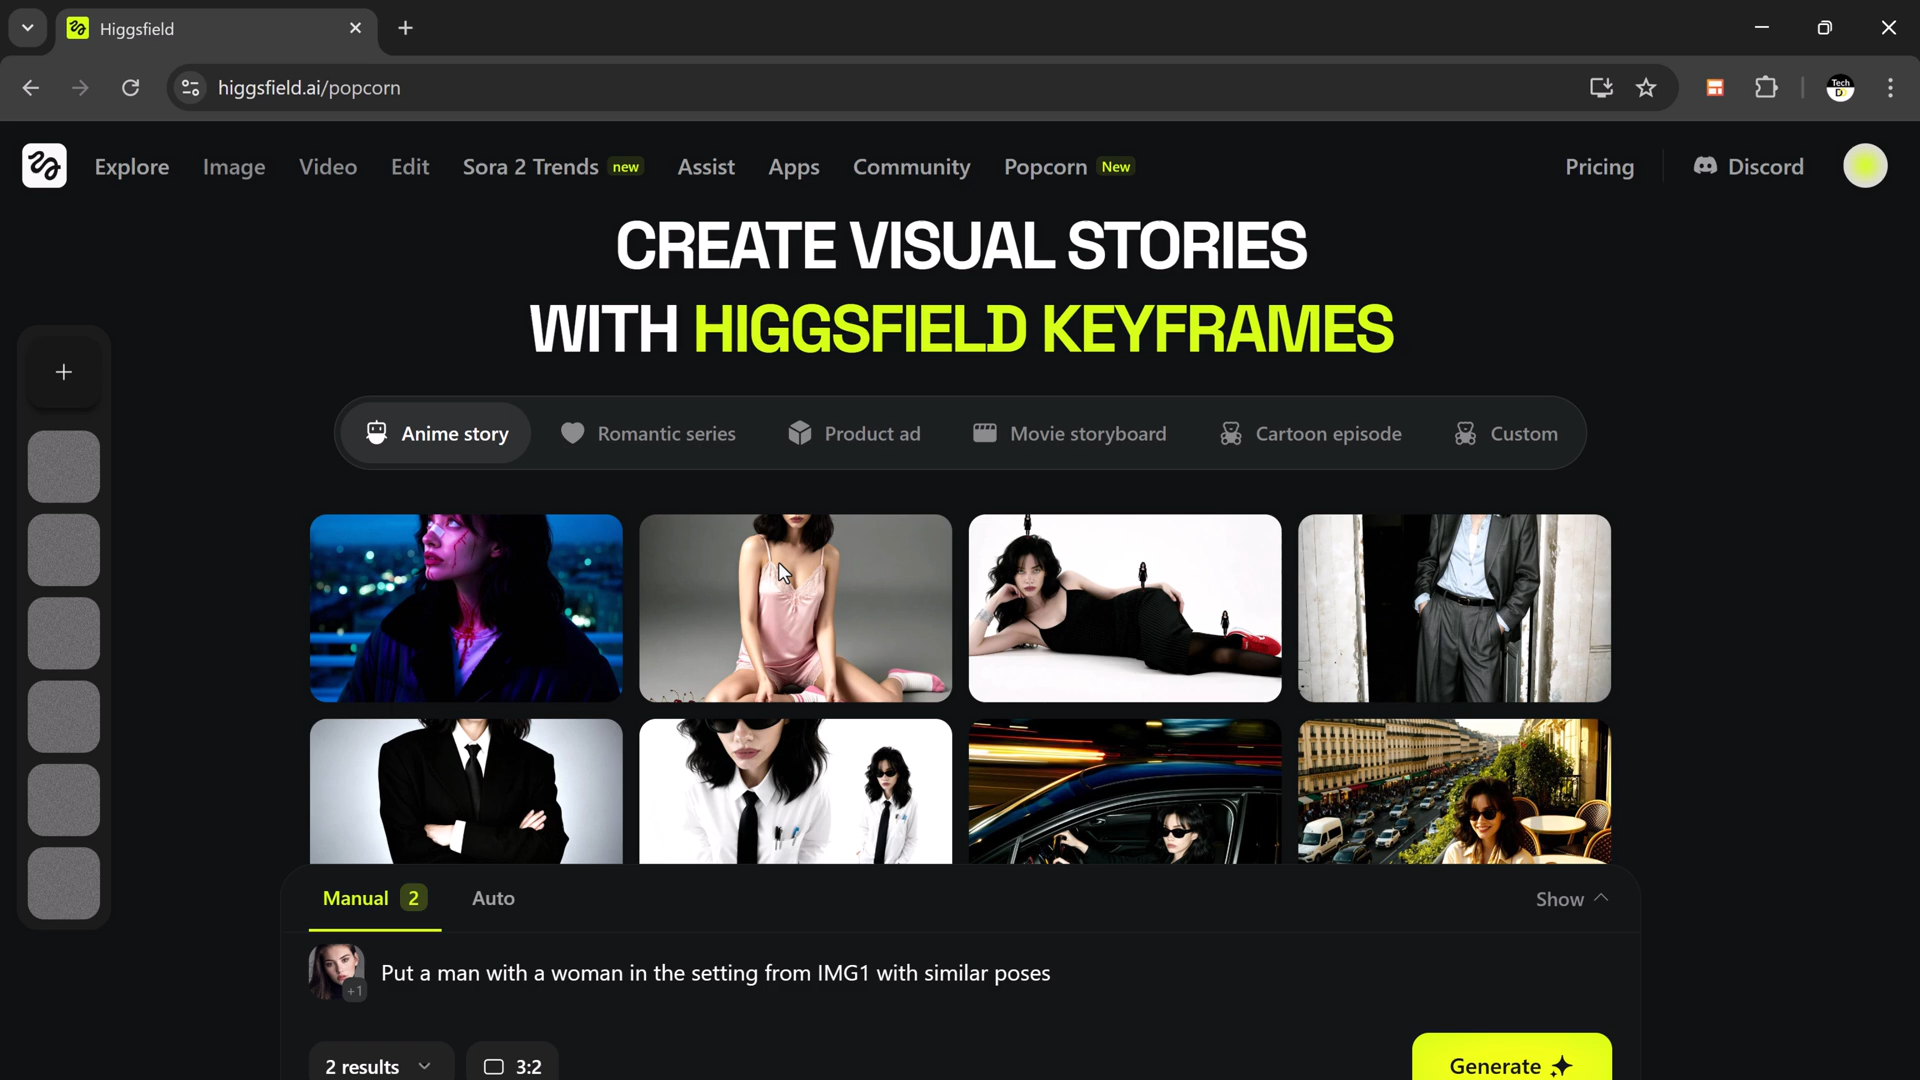 Higgsfield
higgsfield.ai/popcorn
Tech
D
Explore Image Video Edit Sora 2 Trends new Assist Apps Community Popcorn New Pricing Discord
CREATE VISUAL STORIES
WITH HIGGSFIELD KEYFRAMES
Anime story Romantic series Product ad Movie storyboard Cartoon episode Custom
Manual 2 Auto Show
+1
Put a man with a woman in the setting from IMG1 with similar poses
2 results 3:2 Generate